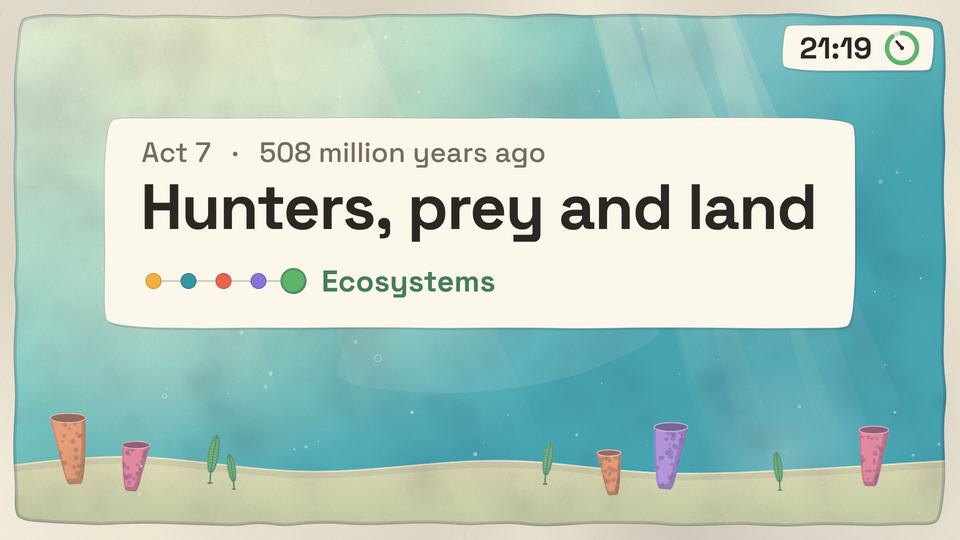 21:19
Act 7 · 508 million years ago
Hunters, prey and land
Ecosystems